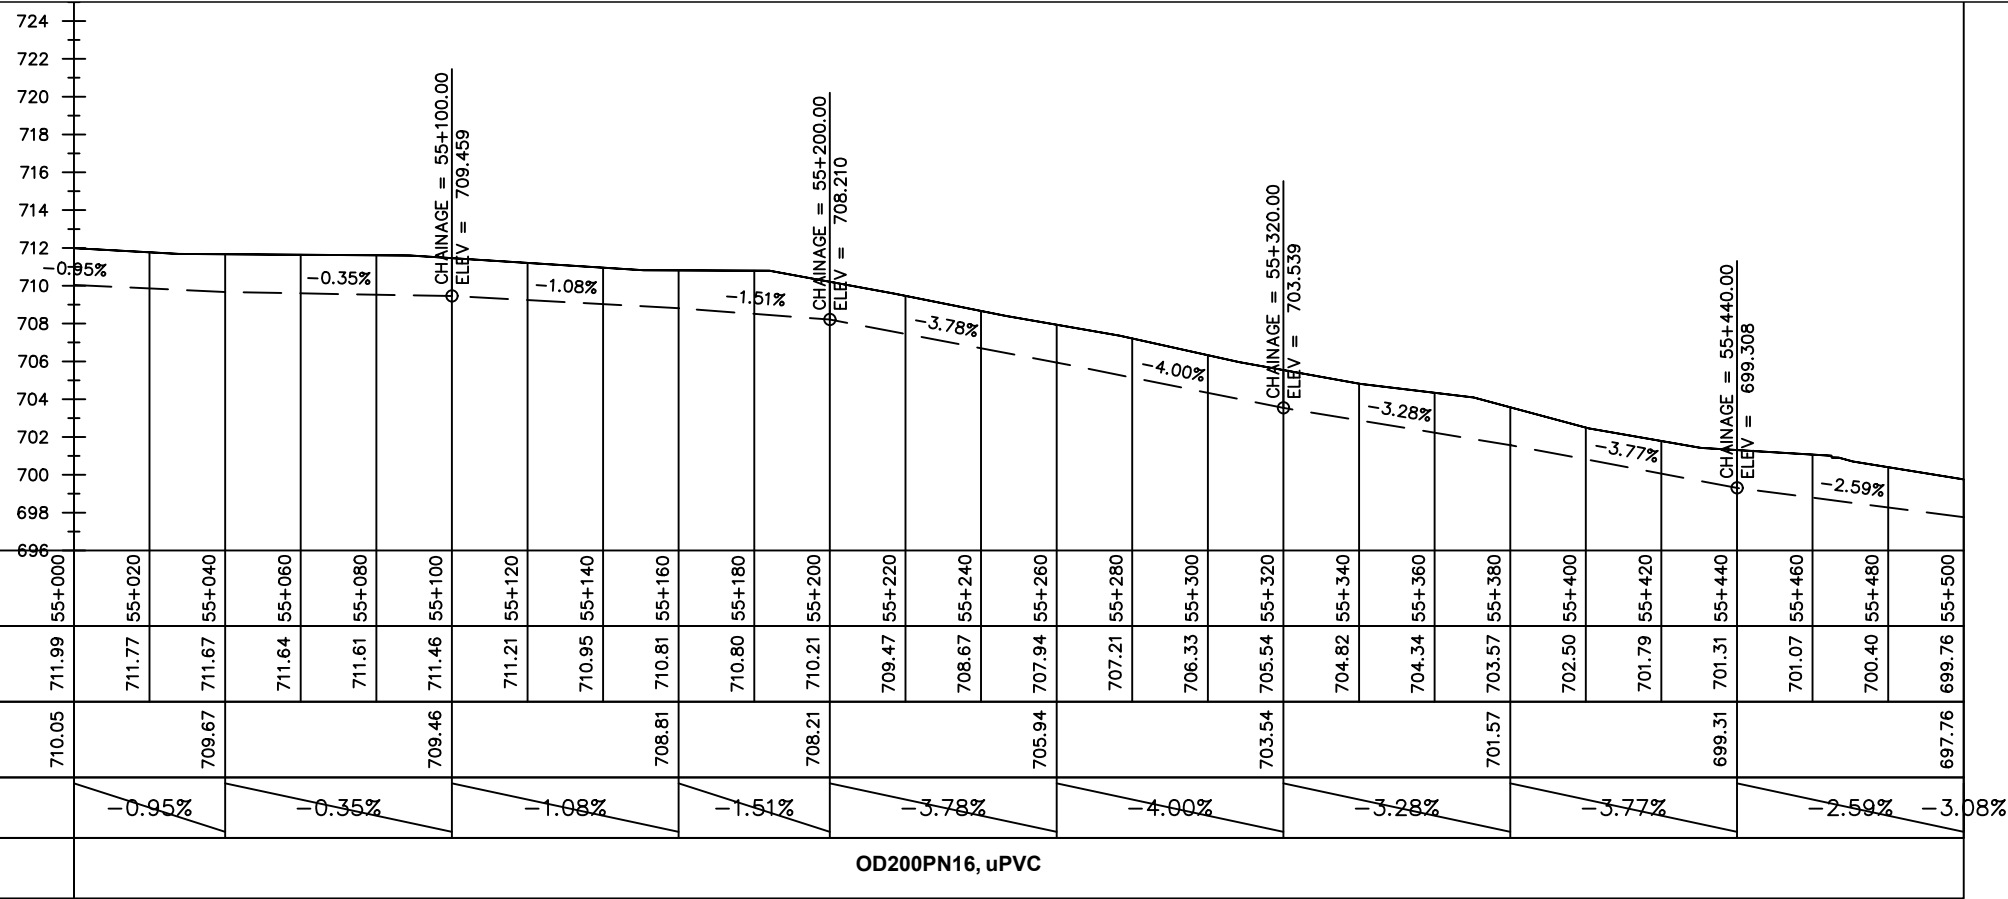 724
722
720
718
716
714
712
710
708
706
704
702
700
698
696
CHAINAGE = 55+100.00
ELEV = 709.459
CHAINAGE = 55+200.00
ELEV = 708.210
CHAINAGE = 55+320.00
ELEV = 703.539
CHAINAGE = 55+440.00
ELEV = 699.308
-0.95%
-0.35%
-1.08%
-1.51%
-3.78%
-4.00%
-3.28%
-3.77%
-2.59%
55+000 55+020 55+040 55+060 55+080 55+100 55+120 55+140 55+160 55+180 55+200 55+220 55+240 55+260 55+280 55+300 55+320 55+340 55+360 55+380 55+400 55+420 55+440 55+460 55+480 55+500
711.99 711.77 711.67 711.64 711.61 711.46 711.21 710.95 710.81 710.80 710.21 709.47 708.67 707.94 707.21 706.33 705.54 704.82 704.34 703.57 702.50 701.79 701.31 701.07 700.40 699.76
710.05 709.67 709.46 708.81 708.21 705.94 703.54 701.57 699.31 697.76
-0.95% -0.35% -1.08% -1.51% -3.78% -4.00% -3.28% -3.77% -2.59% -3.08%
OD200PN16, uPVC